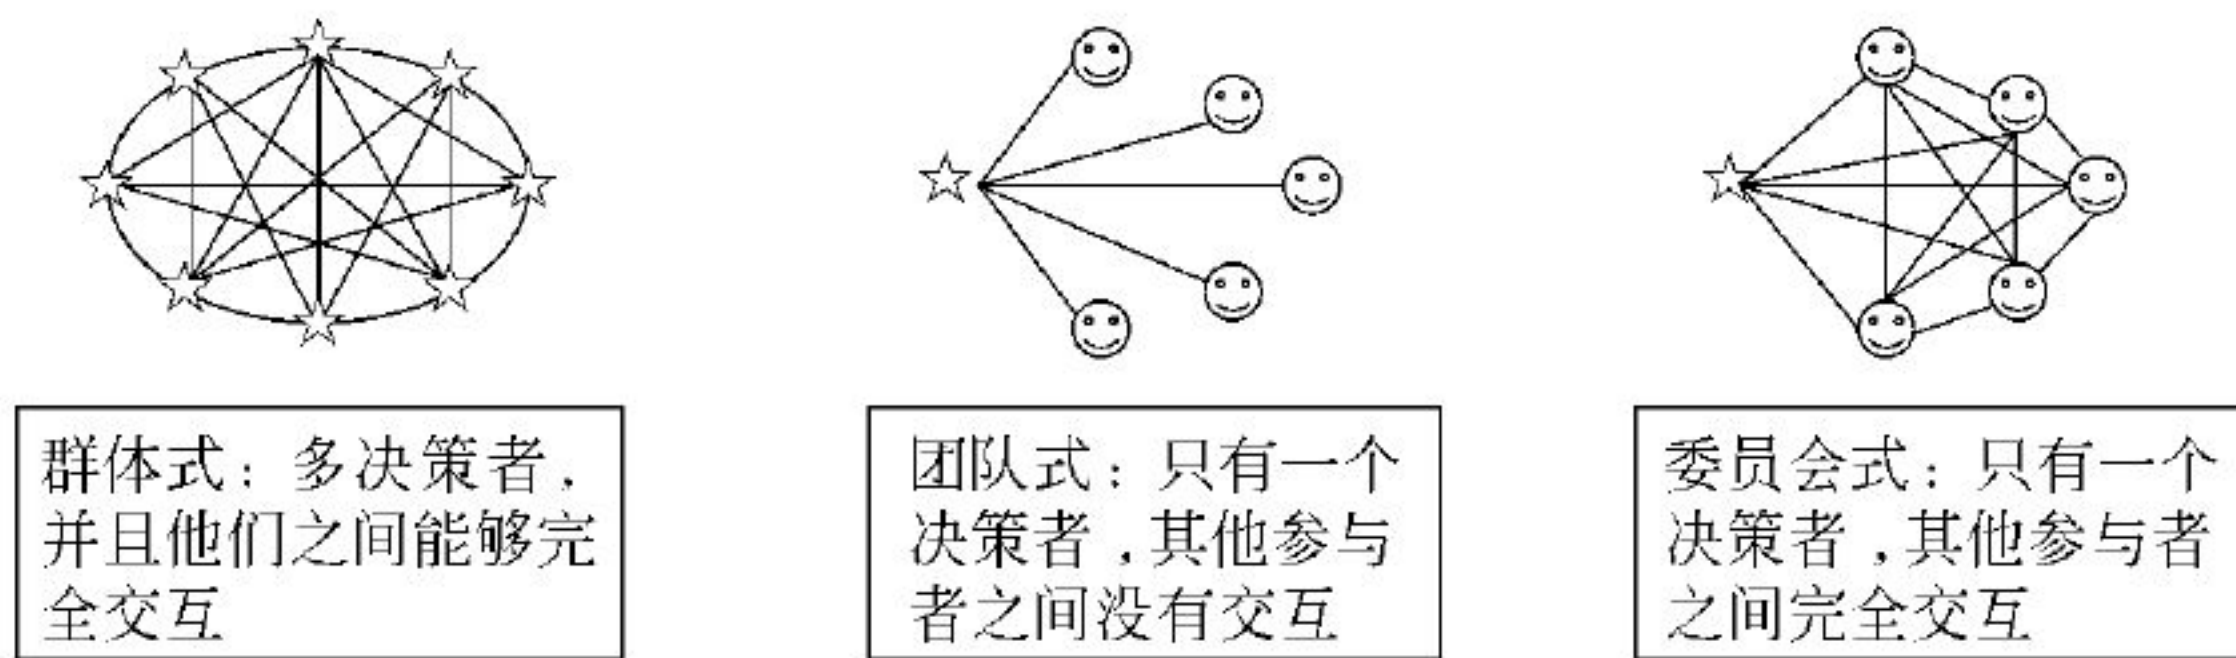 群体式：多决策者，
并且他们之间能够完
全交互
团队式：只有一个
决策者，其他参与
者之间没有交互
委员会式：只有一个
决策者，其他参与者
之间完全交互